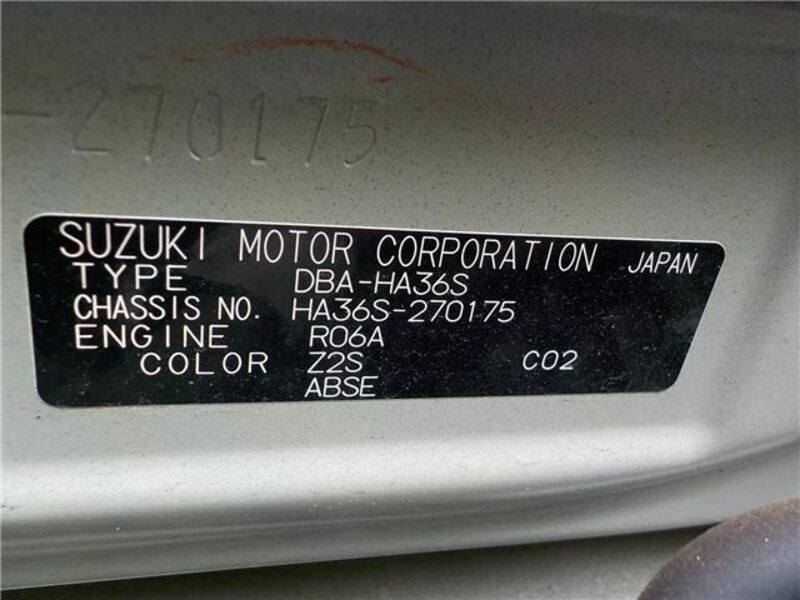 -270175
SUZUKI MOTOR CORPORATION JAPAN
TYPE DBA-HA36S
CHASSIS NO. HA36S-270175
ENGINE R06A
COLOR Z2S C02
ABSE